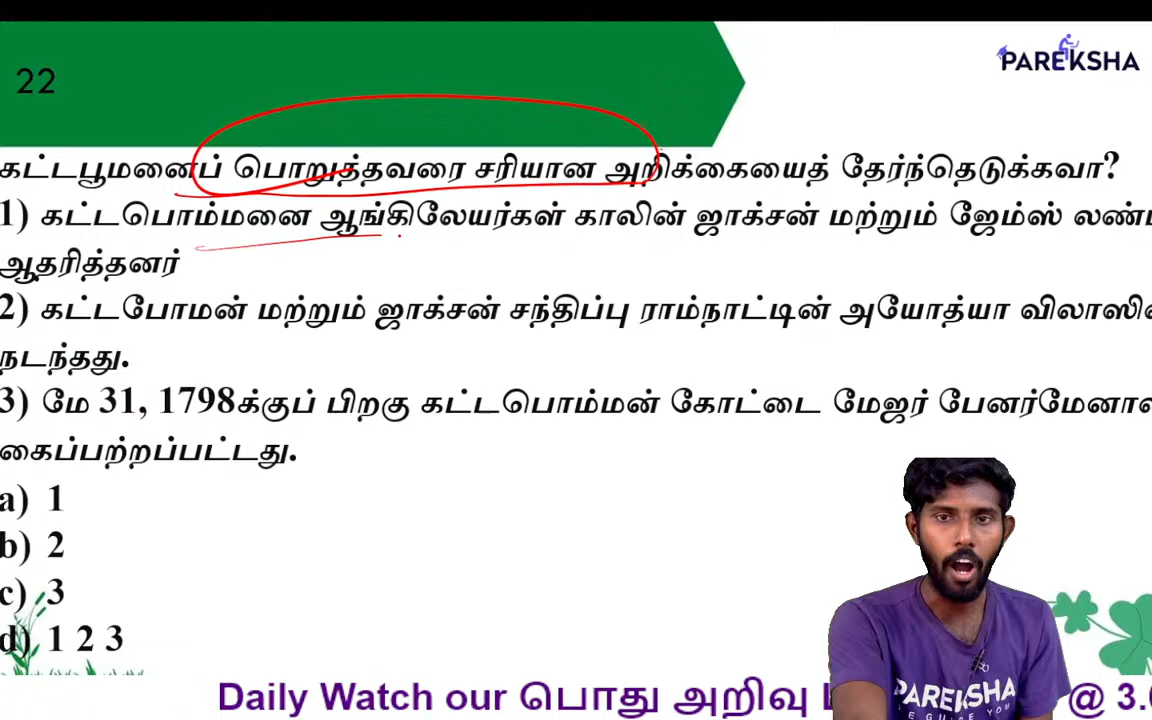 22
PAREKSHA
கட்டபூமனைப் பொறுத்தவரை சரியான அறிக்கையைத் தேர்ந்தெடுக்கவா?
1) கட்டபொம்மனை ஆங்கிலேயர்கள் காலின் ஜாக்சன் மற்றும் ஜேம்ஸ்
ஆதரித்தனர்
2) கட்டபோமன் மற்றும் ஜாக்சன் சந்திப்பு ராம்நாட்டின் அயோத்யா
நடந்தது.
3) மே 31, 1798க்குப் பிறகு கட்டபொம்மன் கோட்டை மேஜர்
கைப்பற்றப்பட்டது.
a) 1
b) 2
c) 3
d) 1 2 3
PAREKSHA
Daily Watch our பொது அறிவு @